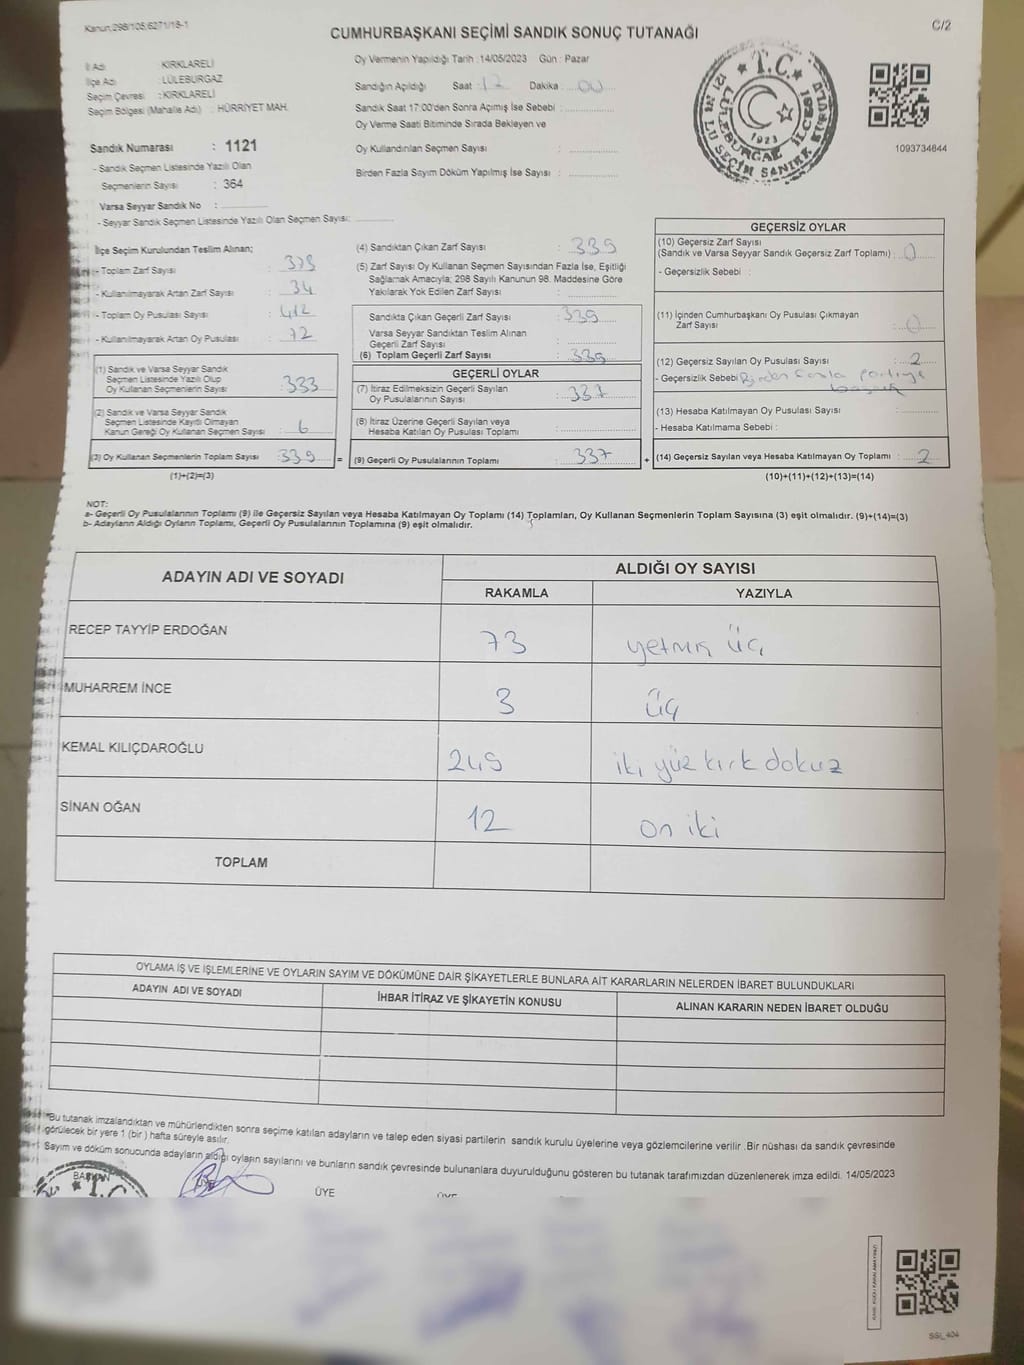 Kanun:298/105,6271/18-1
C/2
CUMHURBAŞKANI SEÇİMİ SANDIK SONUÇ TUTANAĞI
İl Adı : KIRKLARELİ
İlçe Adı : LÜLEBURGAZ
Seçim Çevresi : KIRKLARELİ
Seçim Bölgesi (Mahalle Adı) : HÜRRİYET MAH.
Sandık Numarası : 1121
- Sandık Seçmen Listesinde Yazılı Olan
Seçmenlerin Sayısı : 364
Varsa Seyyar Sandık No :
- Seyyar Sandık Seçmen Listesinde Yazılı Olan Seçmen Sayısı:
Oy Vermenin Yapıldığı Tarih :14/05/2023 Gün : Pazar
Sandığın Açıldığı Saat : Dakika : 00
Sandık Saat 17:00'den Sonra Açılmış İse Sebebi :
Oy Verme Saati Bitiminde Sırada Bekleyen ve
Oy Kullandırılan Seçmen Sayısı :
Birden Fazla Sayım Döküm Yapılmış İse Sayısı :
T.C.
LÜLEBURGAZ İLÇESİ
1923
1093734844
İlçe Seçim Kurulundan Teslim Alınan;
- Toplam Zarf Sayısı :
- Kullanılmayarak Artan Zarf Sayısı : 34
- Toplam Oy Pusulası Sayısı : 412
- Kullanılmayarak Artan Oy Pusulası : 72
(1) Sandık ve Varsa Seyyar Sandık
Seçmen Listesinde Yazılı Olup
Oy Kullanan Seçmenlerin Sayısı : 333
(2) Sandık ve Varsa Seyyar Sandık
Seçmen Listesinde Kayıtlı Olmayan
Kanun Gereği Oy Kullanan Seçmen Sayısı : 6
(3) Oy Kullanan Seçmenlerin Toplam Sayısı : 339
(1)+(2)=(3)
(4) Sandıktan Çıkan Zarf Sayısı : 339
(5) Zarf Sayısı Oy Kullanan Seçmen Sayısından Fazla İse, Eşitliği
Sağlamak Amacıyla; 298 Sayılı Kanunun 98. Maddesine Göre
Yakılarak Yok Edilen Zarf Sayısı :
Sandıkta Çıkan Geçerli Zarf Sayısı : 339
Varsa Seyyar Sandıktan Teslim Alınan
Geçerli Zarf Sayısı :
(6) Toplam Geçerli Zarf Sayısı : 339
GEÇERLİ OYLAR
(7) İtiraz Edilmeksizin Geçerli Sayılan
Oy Pusulalarının Sayısı : 337
(8) İtiraz Üzerine Geçerli Sayılan veya
Hesaba Katılan Oy Pusulası Toplamı :
= (9) Geçerli Oy Pusulalarının Toplamı : 337
GEÇERSİZ OYLAR
(10) Geçersiz Zarf Sayısı
(Sandık ve Varsa Seyyar Sandık Geçersiz Zarf Toplamı) : 0
- Geçersizlik Sebebi :
(11) İçinden Cumhurbaşkanı Oy Pusulası Çıkmayan
Zarf Sayısı : 0
(12) Geçersiz Sayılan Oy Pusulası Sayısı : 2
- Geçersizlik Sebebi Birden fazla partiye
(13) Hesaba Katılmayan Oy Pusulası Sayısı :
- Hesaba Katılmama Sebebi :
+ (14) Geçersiz Sayılan veya Hesaba Katılmayan Oy Toplamı : 2
(10)+(11)+(12)+(13)=(14)
NOT:
a- Geçerli Oy Pusulalarının Toplamı (9) ile Geçersiz Sayılan veya Hesaba Katılmayan Oy Toplamı (14) Toplamları, Oy Kullanan Seçmenlerin Toplam Sayısına (3) eşit olmalıdır. (9)+(14)=(3)
b- Adayların Aldığı Oyların Toplamı, Geçerli Oy Pusulalarının Toplamına (9) eşit olmalıdır.
ADAYIN ADI VE SOYADI
ALDIĞI OY SAYISI
RAKAMLA YAZIYLA
RECEP TAYYİP ERDOĞAN 73 yetmiş üç
MUHARREM İNCE 3 üç
KEMAL KILIÇDAROĞLU 249 iki yüz kırk dokuz
SİNAN OĞAN 12 on iki
TOPLAM
OYLAMA İŞ VE İŞLEMLERİNE VE OYLARIN SAYIM VE DÖKÜMÜNE DAİR ŞİKAYETLERLE BUNLARA AİT KARARLARIN NELERDEN İBARET BULUNDUKLARI
ADAYIN ADI VE SOYADI İHBAR İTİRAZ VE ŞİKAYETİN KONUSU ALINAN KARARIN NEDEN İBARET OLDUĞU
*Bu tutanak imzalandıktan ve mühürlendikten sonra seçime katılan adayların ve talep eden siyasi partilerin sandık kurulu üyelerine veya gözlemcilerine verilir .Bir nüshası da sandık çevresinde
görülecek bir yere 1 (bir ) hafta süreyle asılır.
Sayım ve döküm sonucunda adayların aldığı oyların sayılarını ve bunların sandık çevresinde bulunanlara duyurulduğunu gösteren bu tutanak tarafımızdan düzenlenerek imza edildi. 14/05/2023
BAŞKAN
T.C.
ÜYE
ÜYE